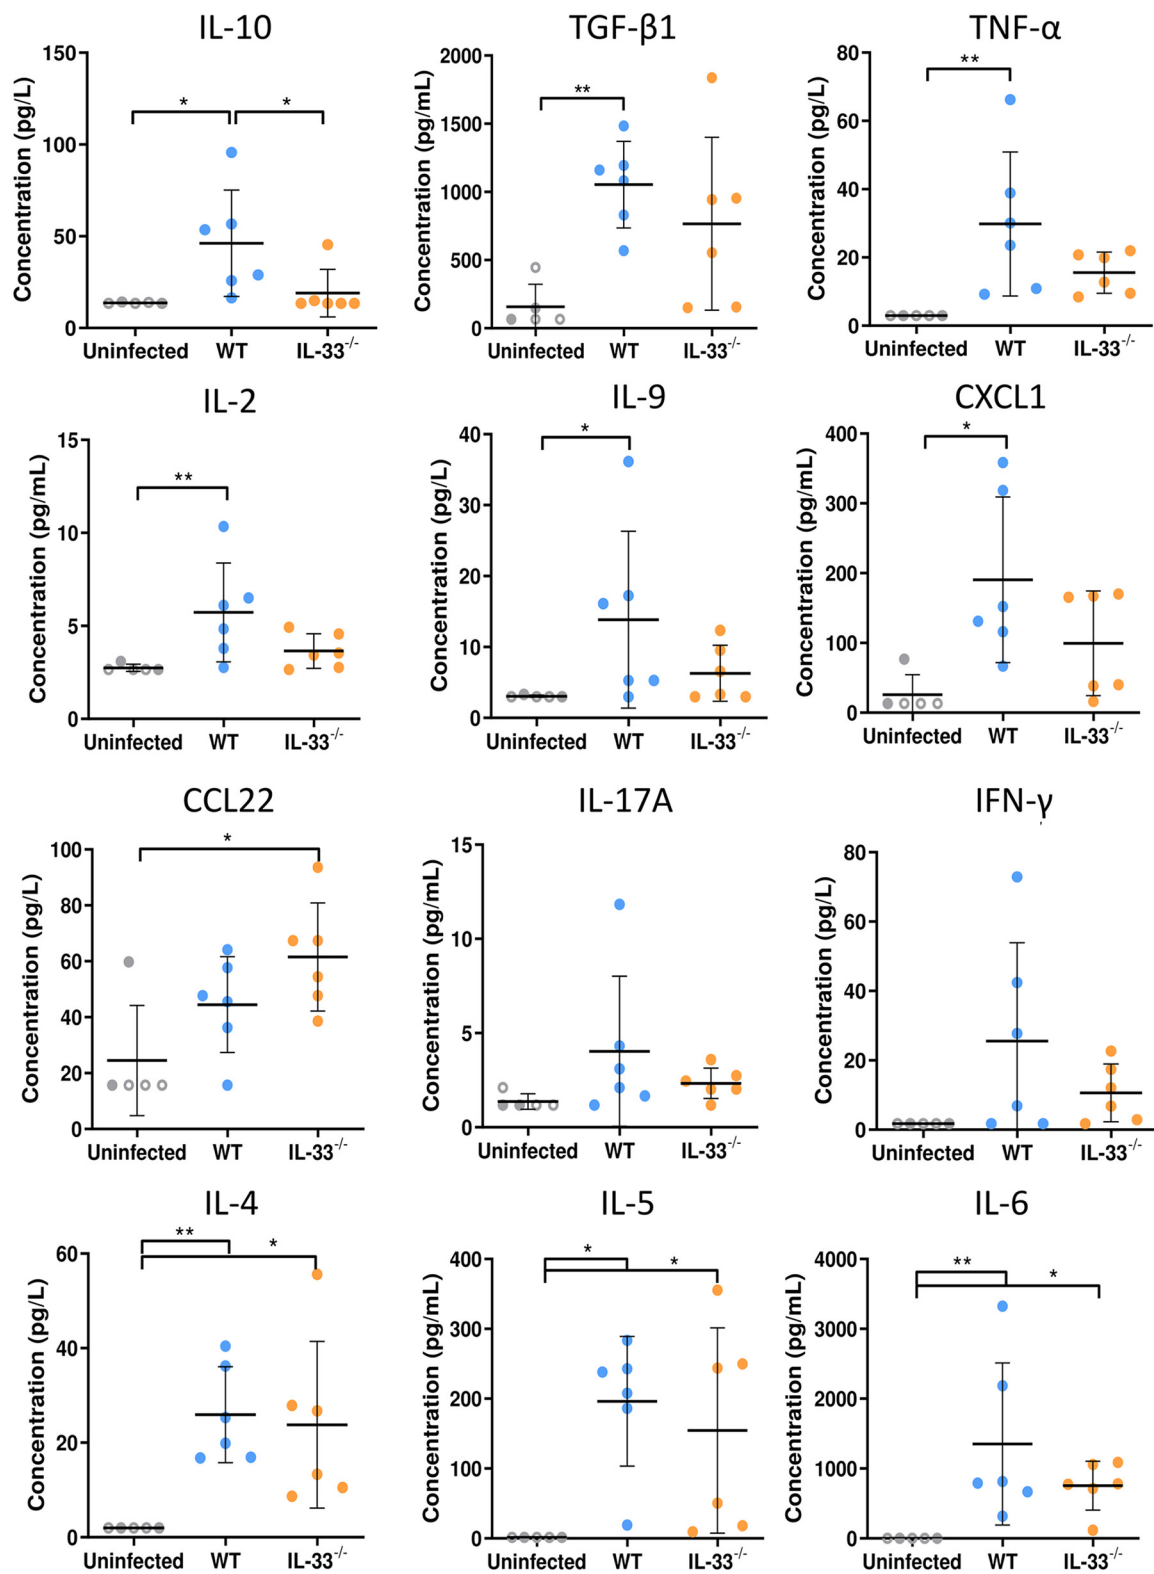 IL-10
Concentration (pg/L)
150
100
50
0
*
*
Uninfected WT IL-33-/-
TGF-β1
Concentration (pg/mL)
2000
1500
1000
500
0
**
Uninfected WT IL-33-/-
TNF-α
Concentration (pg/L)
80
60
40
20
0
**
Uninfected WT IL-33-/-
IL-2
Concentration (pg/mL)
15
10
5
0
**
Uninfected WT IL-33-/-
IL-9
Concentration (pg/L)
40
30
20
10
0
*
Uninfected WT IL-33-/-
CXCL1
Concentration (pg/mL)
400
300
200
100
0
*
Uninfected WT IL-33-/-
CCL22
Concentration (pg/L)
100
80
60
40
20
0
*
Uninfected WT IL-33-/-
IL-17A
Concentration (pg/mL)
15
10
5
0
Uninfected WT IL-33-/-
IFN-γ
Concentration (pg/L)
80
60
40
20
0
Uninfected WT IL-33-/-
IL-4
Concentration (pg/L)
60
40
20
0
**
*
Uninfected WT IL-33-/-
IL-5
Concentration (pg/mL)
400
300
200
100
0
*
*
Uninfected WT IL-33-/-
IL-6
Concentration (pg/mL)
4000
3000
2000
1000
0
**
*
Uninfected WT IL-33-/-